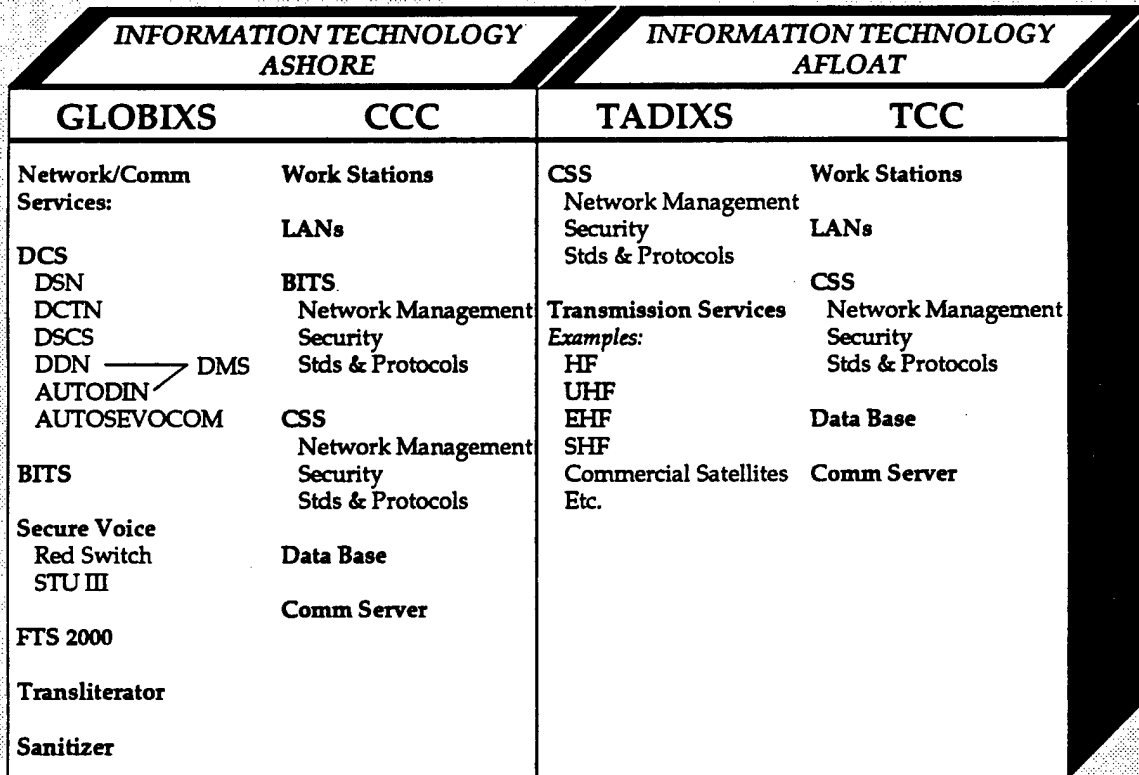 INFORMATION TECHNOLOGY
ASHORE
INFORMATION TECHNOLOGY
AFLOAT
GLOBIXS
Network/Comm
Services:
DCS
DSN
DCTN
DSCS
DDN
DMS
AUTODIN
AUTOSEVOCOM
BITS
Secure Voice
Red Switch
STU III
FTS 2000
Transliterator
Sanitizer
CCC
Work Stations
LANs
BITS
Network Management
Security
Stds & Protocols
CSS
Network Management
Security
Stds & Protocols
Data Base
Comm Server
TADIXS
CSS
Network Management
Security
Stds & Protocols
Transmission Services
Examples:
HF
UHF
EHF
SHF
Commercial Satellites
Etc.
TCC
Work Stations
LANs
CSS
Network Management
Security
Stds & Protocols
Data Base
Comm Server